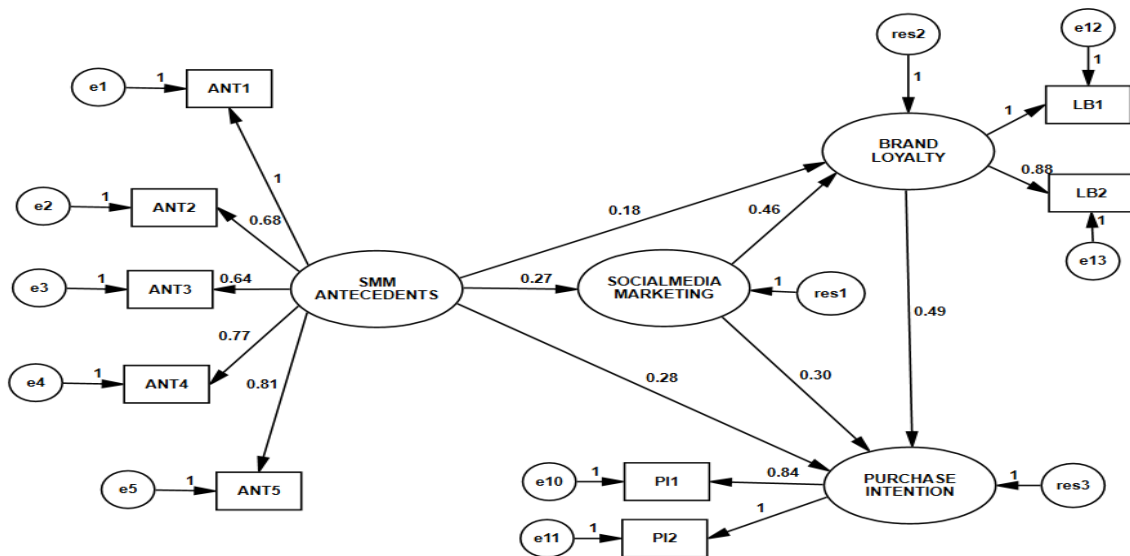 res2
e12
1
1
e1
1
ANT1
LB1
1
BRAND
LOYALTY
1
0.88
e2
1
ANT2
LB2
0.68
0.18
0.46
1
e13
e3
1
ANT3
0.64
SMM
ANTECEDENTS
0.27
SOCIALMEDIA
MARKETING
1
res1
0.49
0.77
e4
1
ANT4
0.81
0.28
0.30
e5
1
ANT5
e10
1
PI1
0.84
PURCHASE
INTENTION
1
res3
1
e11
1
PI2